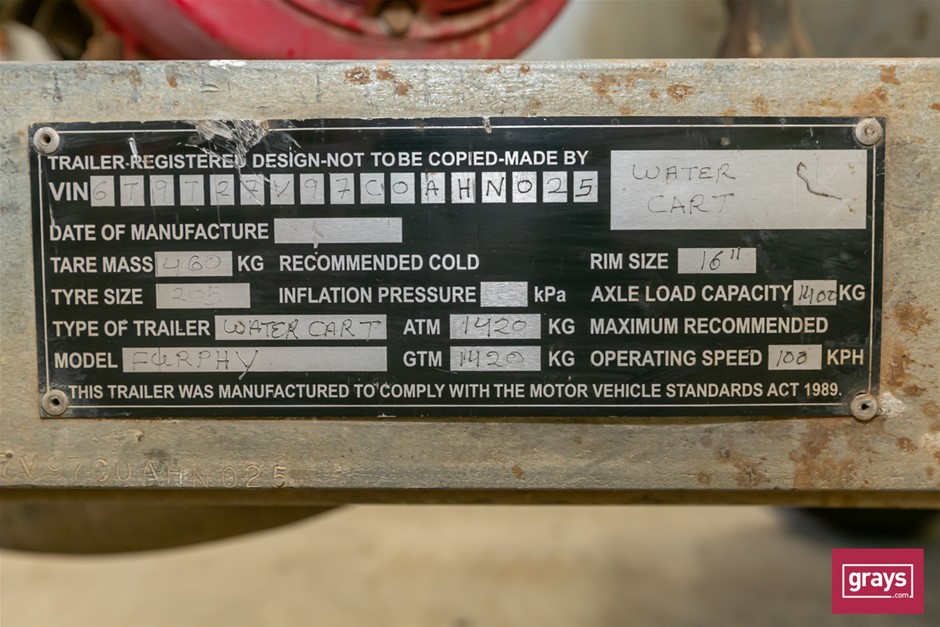 TRAILER-REGISTERED DESIGN-NOT TO BE COPIED-MADE BY
WATER CART
VIN 6T9T27V97C0AHN025
DATE OF MANUFACTURE
TARE MASS 460 KG RECOMMENDED COLD RIM SIZE 16"
TYRE SIZE 205 INFLATION PRESSURE kPa AXLE LOAD CAPACITY 1400 KG
TYPE OF TRAILER WATER CART ATM 1420 KG MAXIMUM RECOMMENDED
MODEL FURPHY GTM 1420 KG OPERATING SPEED 100 KPH
THIS TRAILER WAS MANUFACTURED TO COMPLY WITH THE MOTOR VEHICLE STANDARDS ACT 1989.
7V97C0AHN025
grays
.com